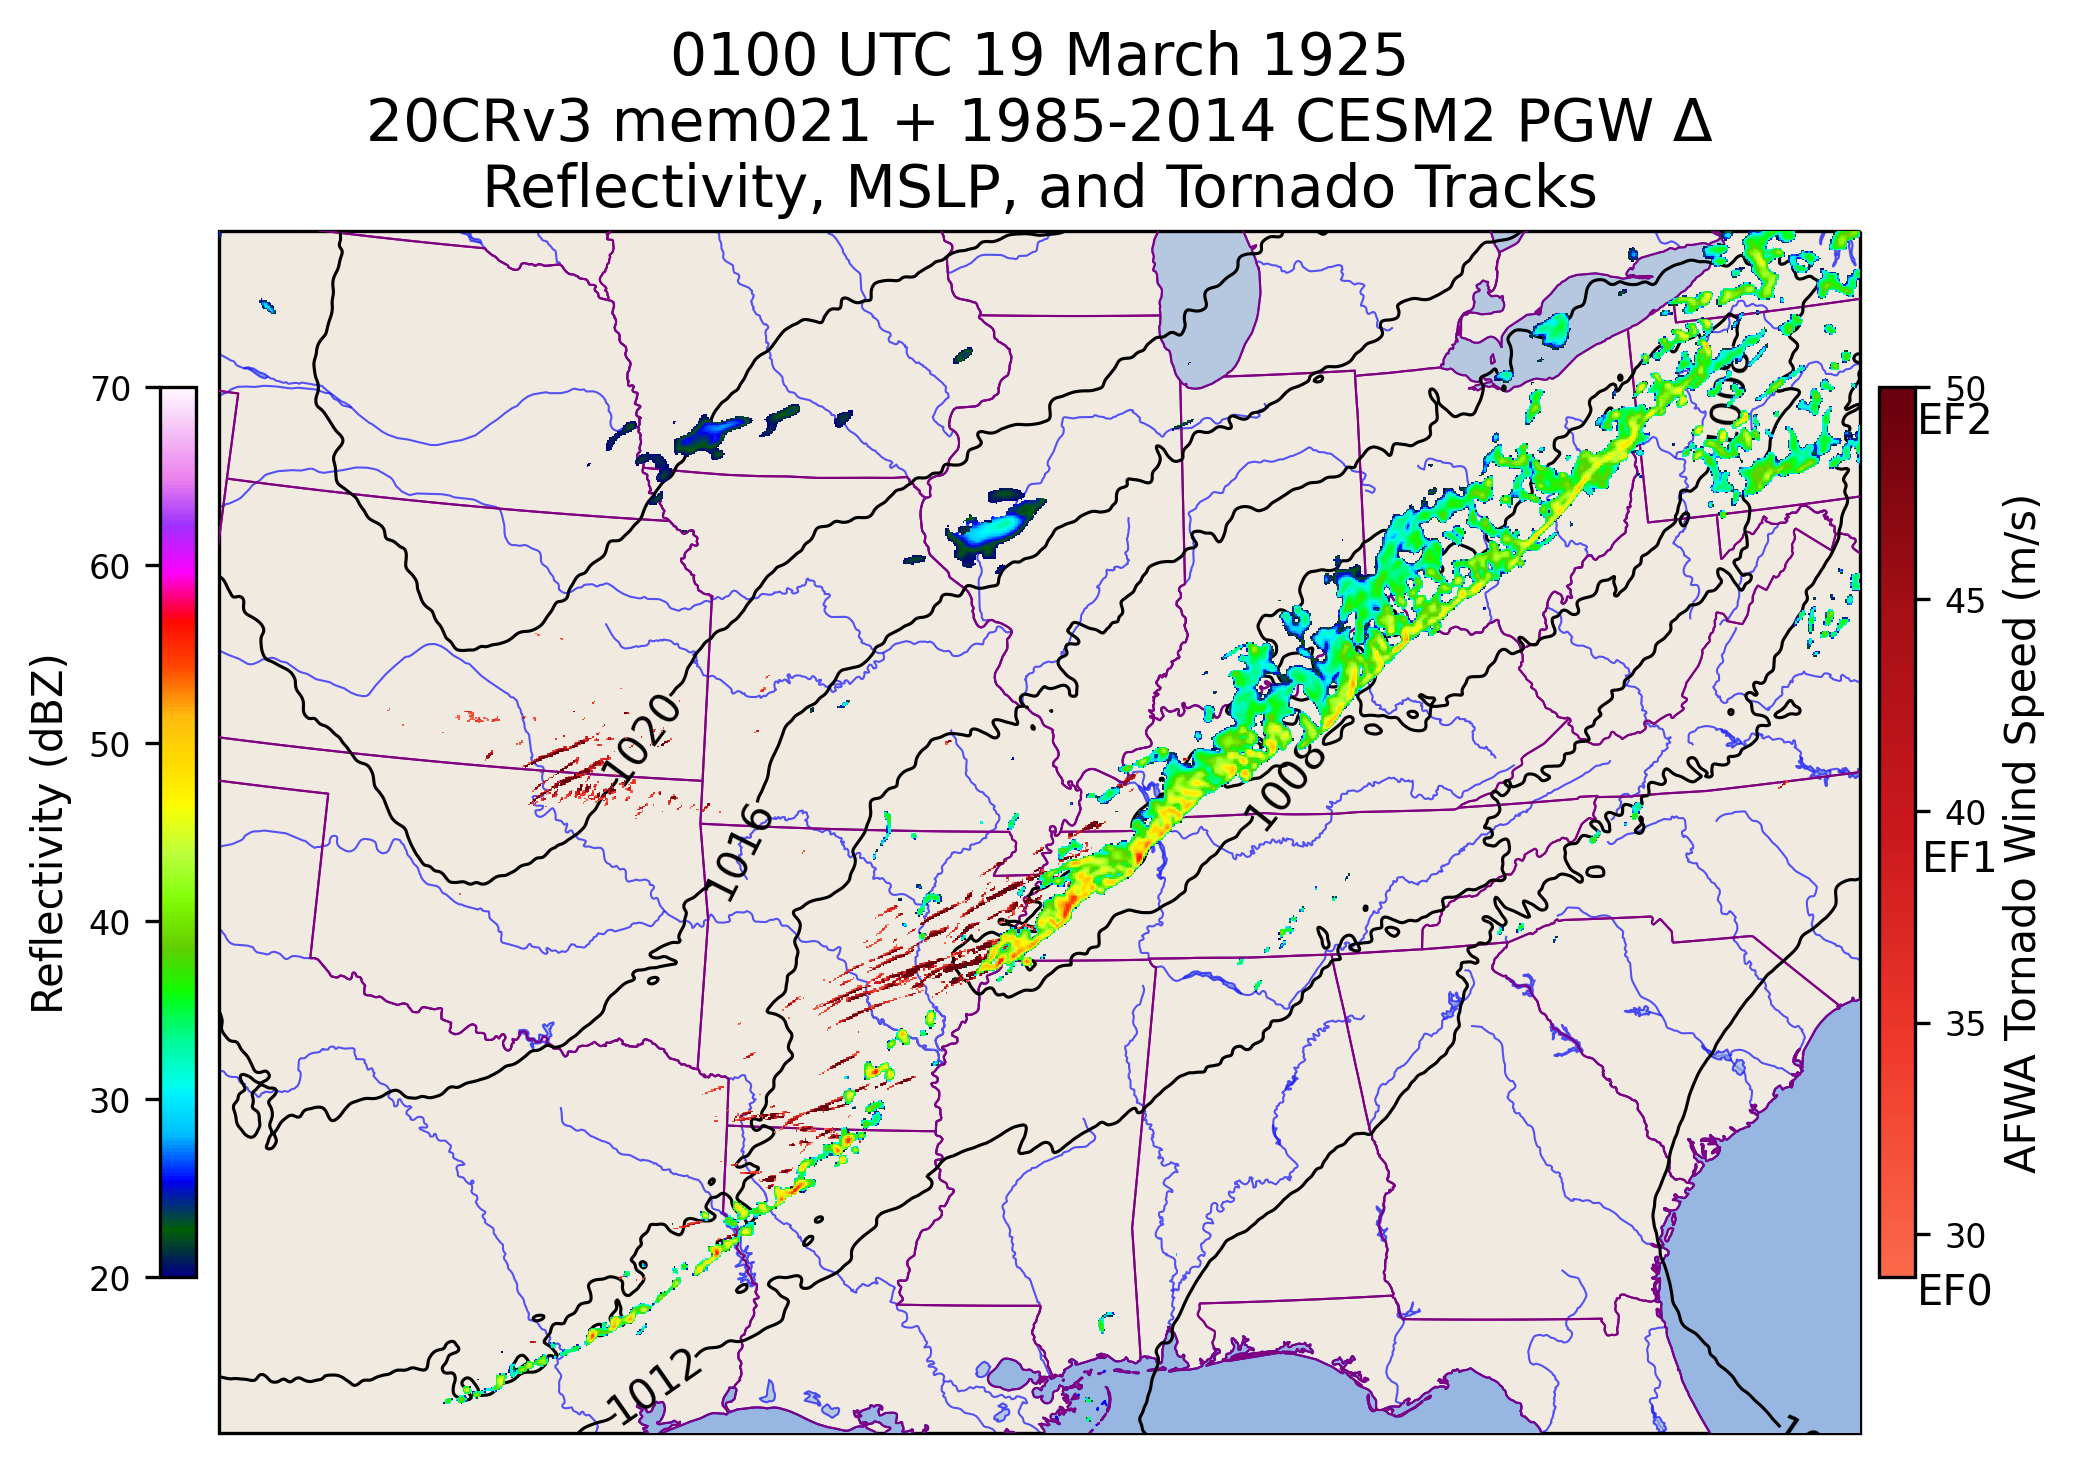 0100 UTC 19 March 1925
20CRv3 mem021 + 1985-2014 CESM2 PGW Δ
Reflectivity, MSLP, and Tornado Tracks
70
60
50
40
30
20
Reflectivity (dBZ)
1008
1020
1016
1008
1012
50
EF2
45
40
EF1
35
30
EF0
AFWA Tornado Wind Speed (m/s)